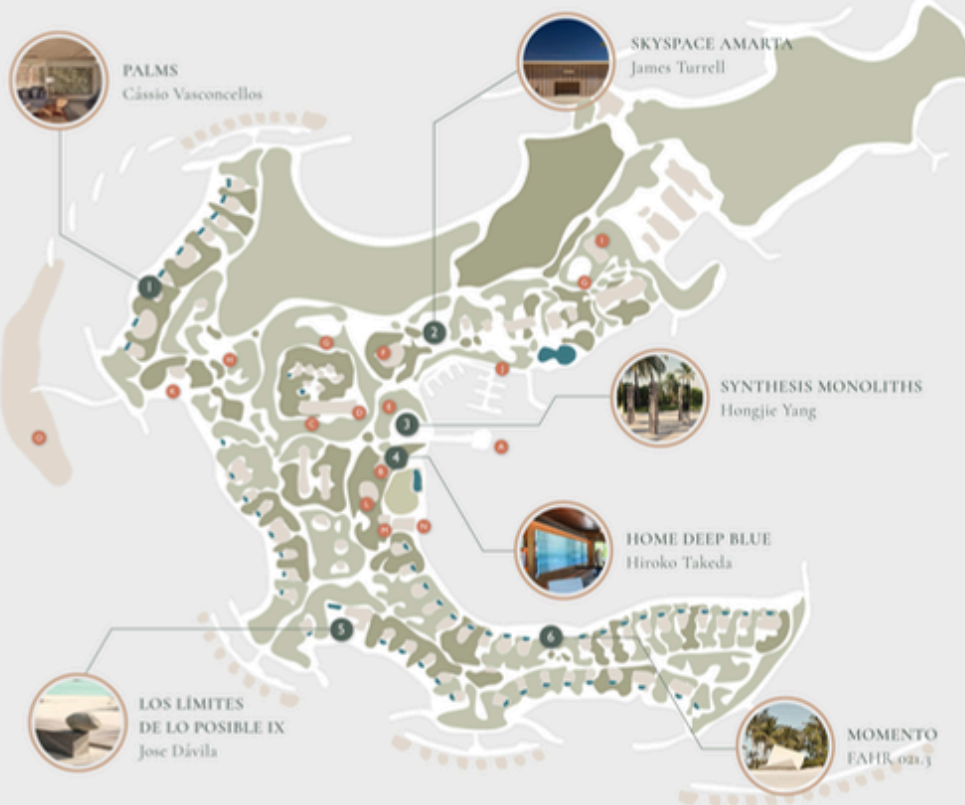 PALMS
Cássio Vasconcellos
SKYSPACE AMARTA
James Turrell
1
2
I
G
H
G
F
J
K
SYNTHESIS MONOLITHS
Hongjie Yang
D
E
C
3
O
A
4
B
L
HOME DEEP BLUE
Hiroko Takeda
M
N
5
6
LOS LÍMITES
DE LO POSIBLE IX
Jose Dávila
MOMENTO
FAHR 021.3